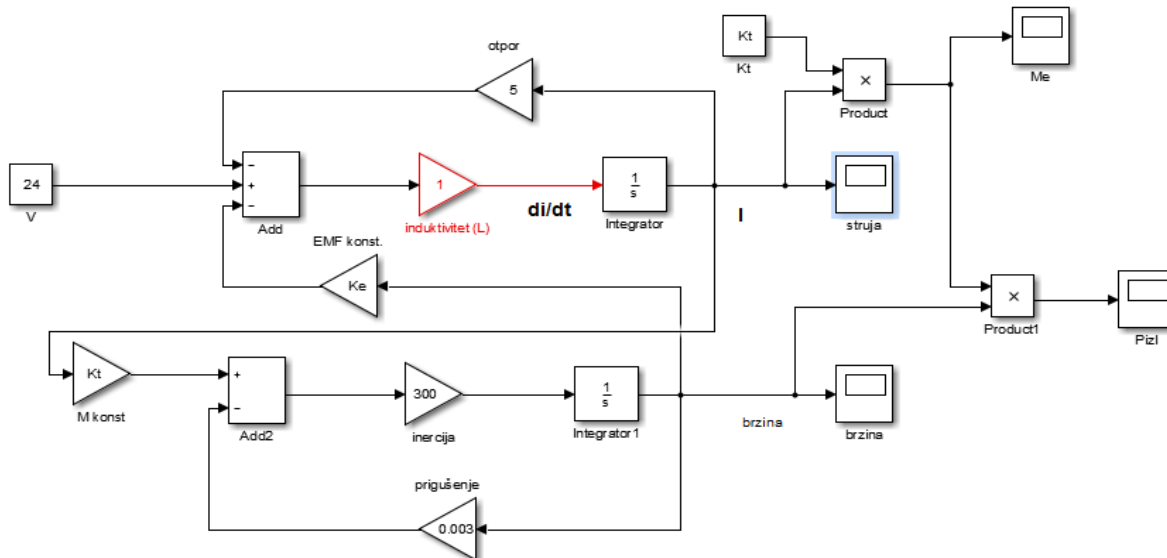 otpor
5
Kt
Kt
×
Product
Me
24
V
−
+
−
Add
1
induktivitet (L)
di/dt
1
s
Integrator
I
struja
EMF konst.
Ke
×
Product1
Pizl
Kt
M konst
+
−
Add2
300
inercija
1
s
Integrator1
brzina
brzina
prigušenje
0.003